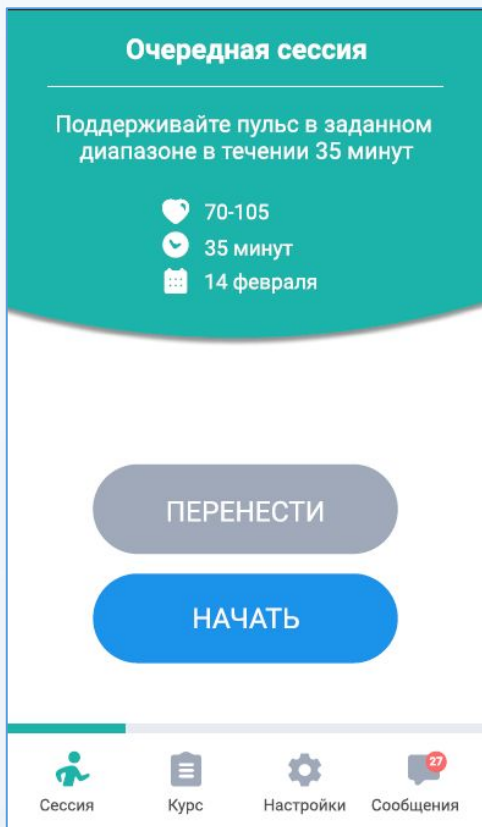 Очередная сессия
Поддерживайте пульс в заданном
диапазоне в течении 35 минут
70-105
35 минут
14 февраля
ПЕРЕНЕСТИ
НАЧАТЬ
27
Сессия Курс Настройки Сообщения